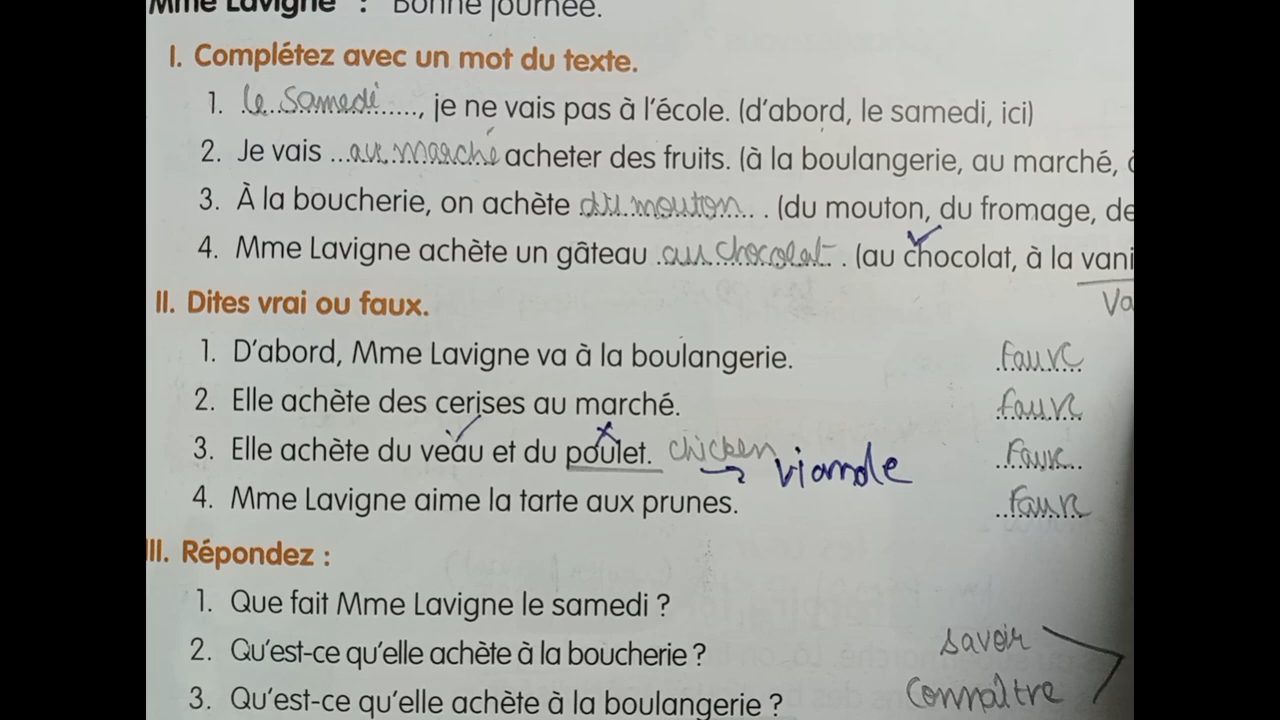 Mme Lavigne : Bonne journée.
I. Complétez avec un mot du texte.
1. le samedi, je ne vais pas à l'école. (d'abord, le samedi, ici)
2. Je vais au marché acheter des fruits. (à la boulangerie, au marché, à
3. À la boucherie, on achète du mouton. (du mouton, du fromage, de
4. Mme Lavigne achète un gâteau au chocolat. (au chocolat, à la vani
Va
II. Dites vrai ou faux.
1. D'abord, Mme Lavigne va à la boulangerie. Faux
2. Elle achète des cerises au marché. faux
3. Elle achète du veau et du poulet. chicken → viande Faux
4. Mme Lavigne aime la tarte aux prunes. Faux
III. Répondez :
1. Que fait Mme Lavigne le samedi ?
2. Qu'est-ce qu'elle achète à la boucherie ? savoir
3. Qu'est-ce qu'elle achète à la boulangerie ? connaître